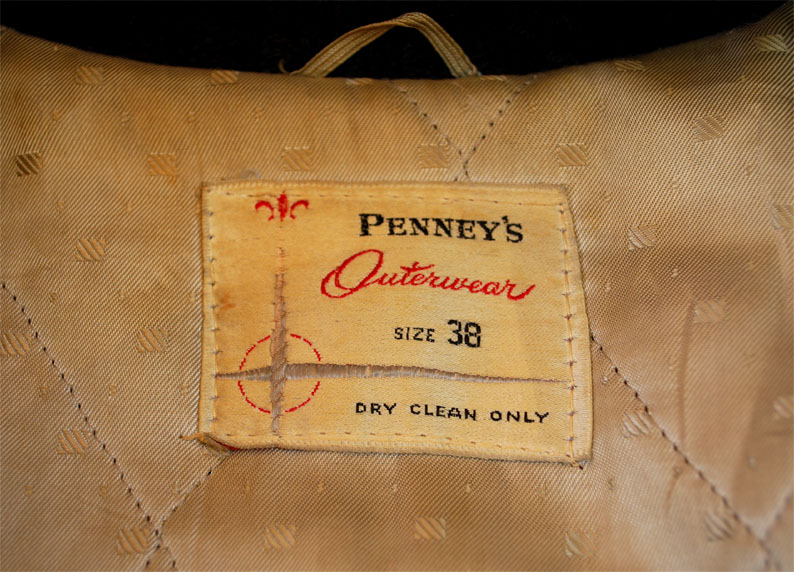 PENNEY'S
Outerwear
SIZE 38
DRY CLEAN ONLY